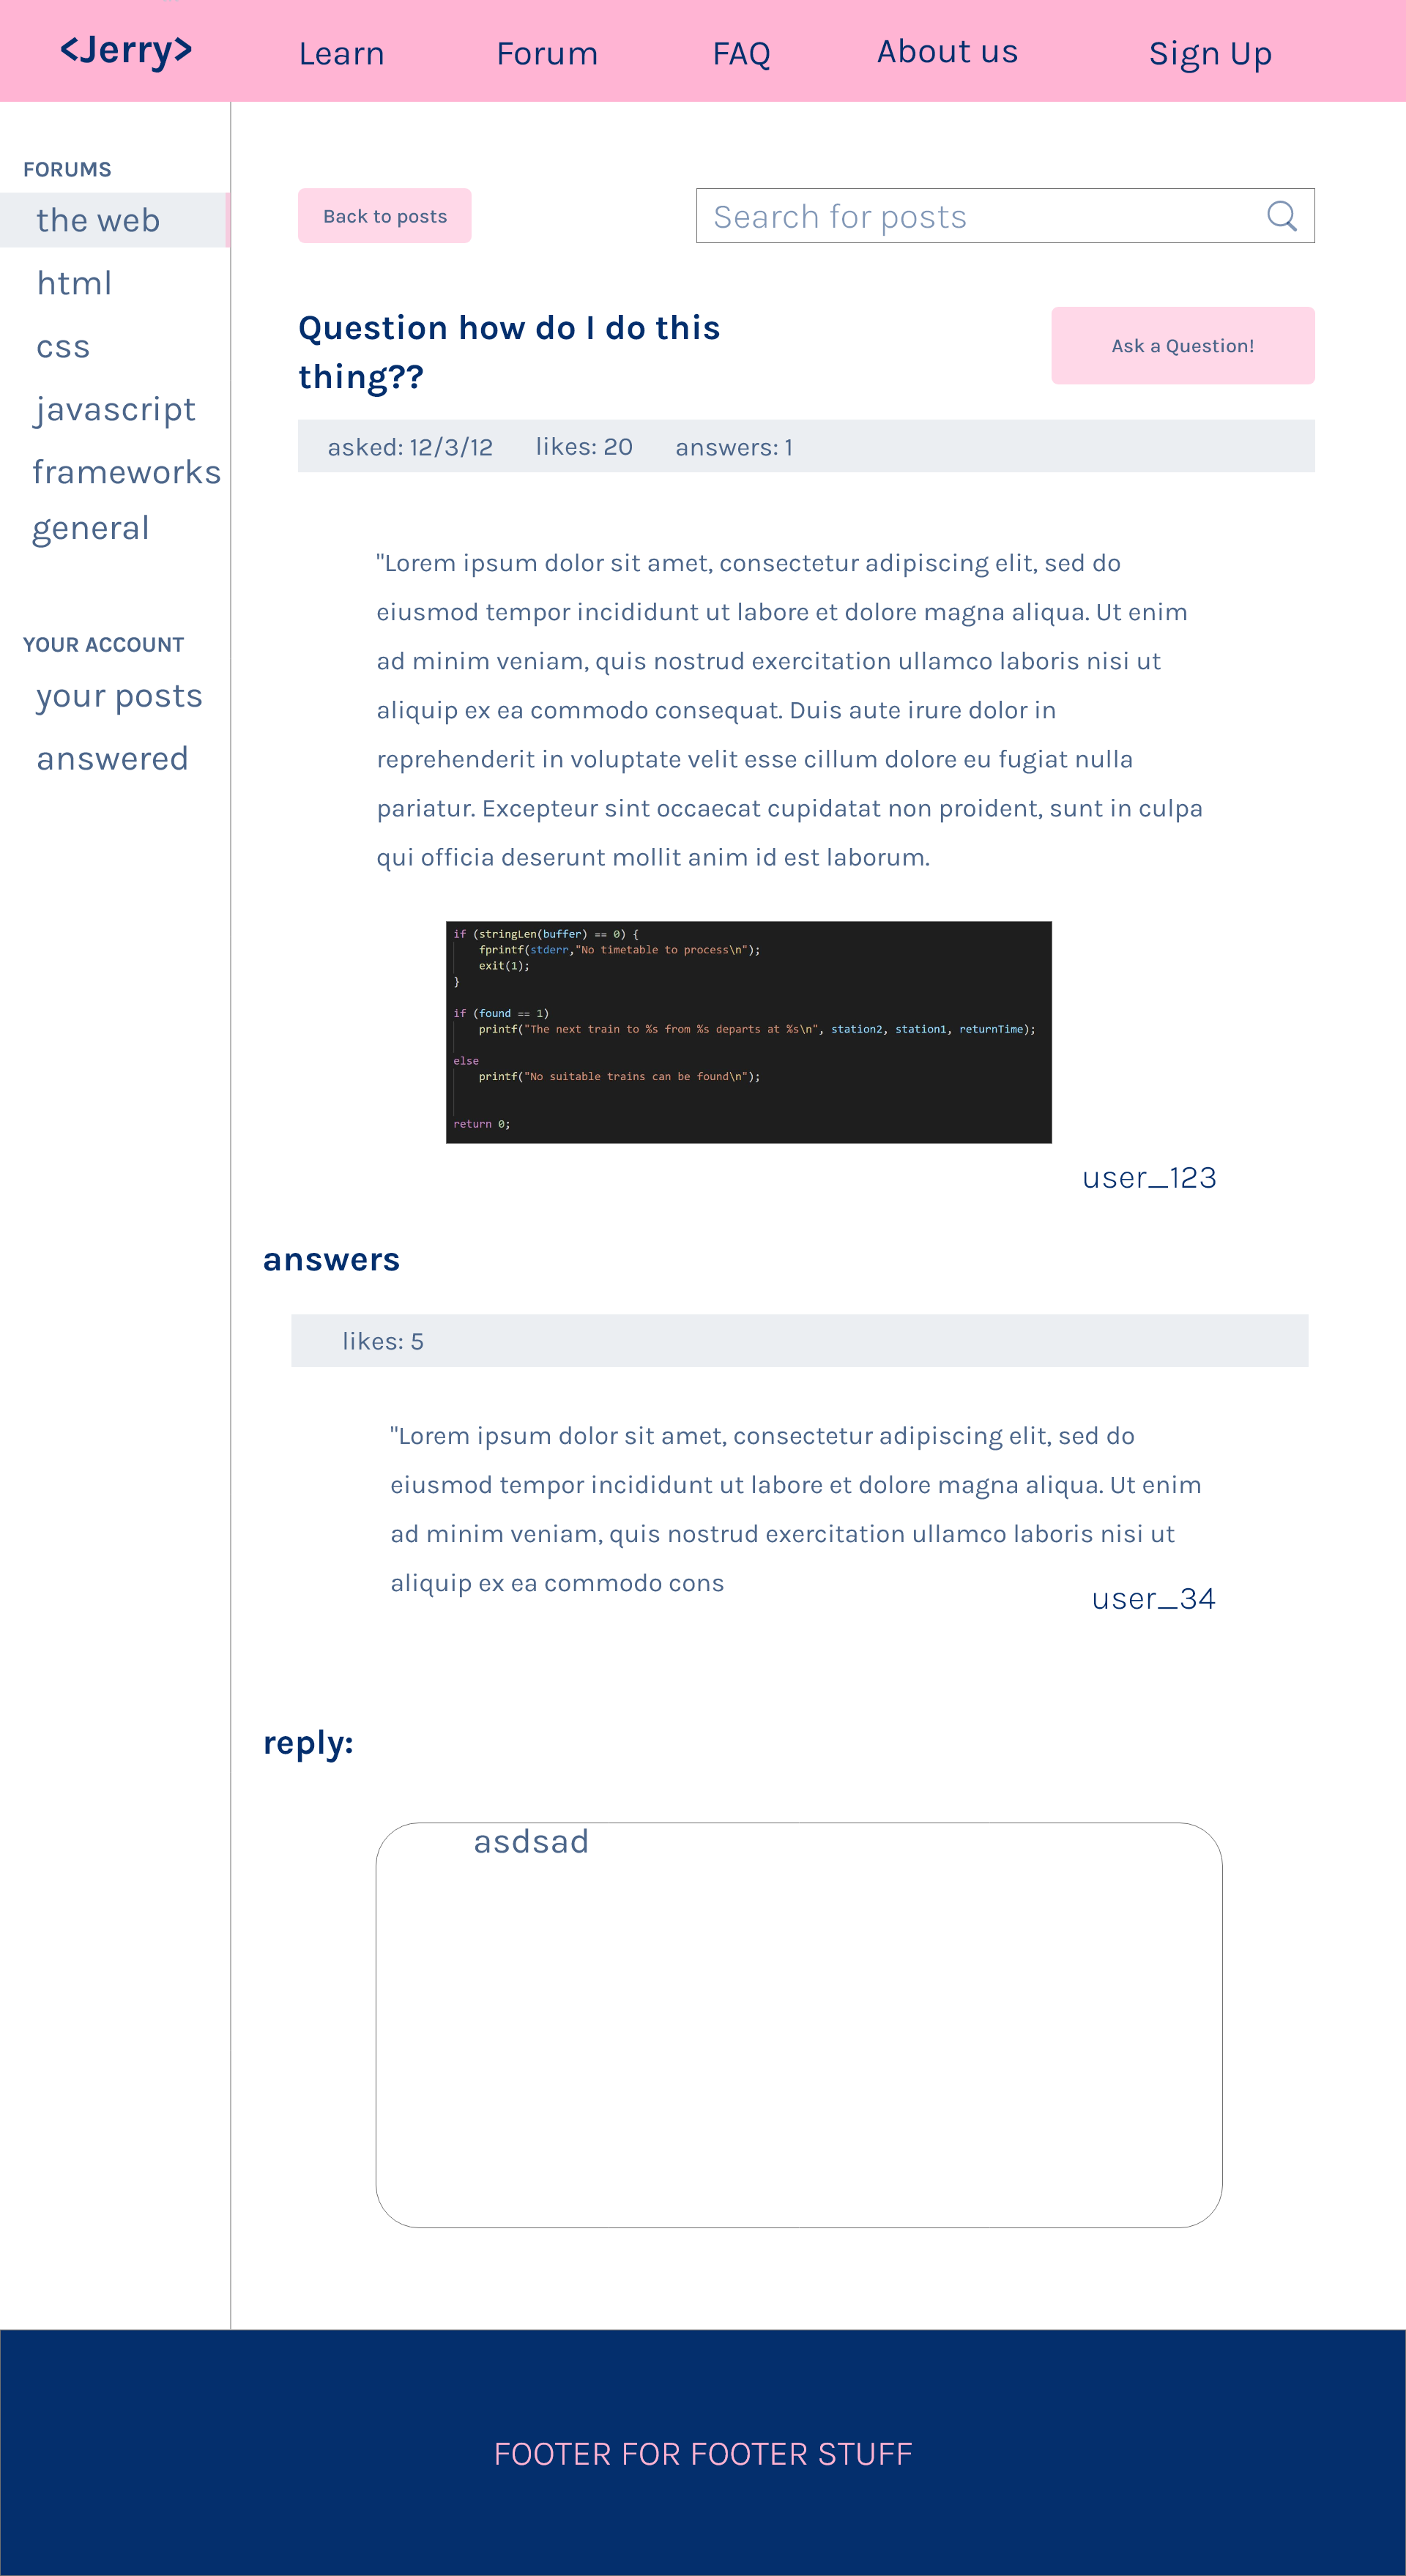 <Jerry>
Learn
Forum
FAQ
About us
Sign Up
FORUMS
the web
html
css
javascript
frameworks
general
YOUR ACCOUNT
your posts
answered
Back to posts
Search for posts
Question how do I do this
thing??
Ask a Question!
asked: 12/3/12
likes: 20
answers: 1
"Lorem ipsum dolor sit amet, consectetur adipiscing elit, sed do
eiusmod tempor incididunt ut labore et dolore magna aliqua. Ut enim
ad minim veniam, quis nostrud exercitation ullamco laboris nisi ut
aliquip ex ea commodo consequat. Duis aute irure dolor in
reprehenderit in voluptate velit esse cillum dolore eu fugiat nulla
pariatur. Excepteur sint occaecat cupidatat non proident, sunt in culpa
qui officia deserunt mollit anim id est laborum.
if (stringLen(buffer) == 0) {
fprintf(stderr,"No timetable to process\n");
exit(1);
}
if (found == 1)
printf("The next train to %s from %s departs at %s\n", station2, station1, returnTime);
else
printf("No suitable trains can be found\n");
return 0;
user_123
answers
likes: 5
"Lorem ipsum dolor sit amet, consectetur adipiscing elit, sed do
eiusmod tempor incididunt ut labore et dolore magna aliqua. Ut enim
ad minim veniam, quis nostrud exercitation ullamco laboris nisi ut
aliquip ex ea commodo cons
user_34
reply:
asdsad
FOOTER FOR FOOTER STUFF